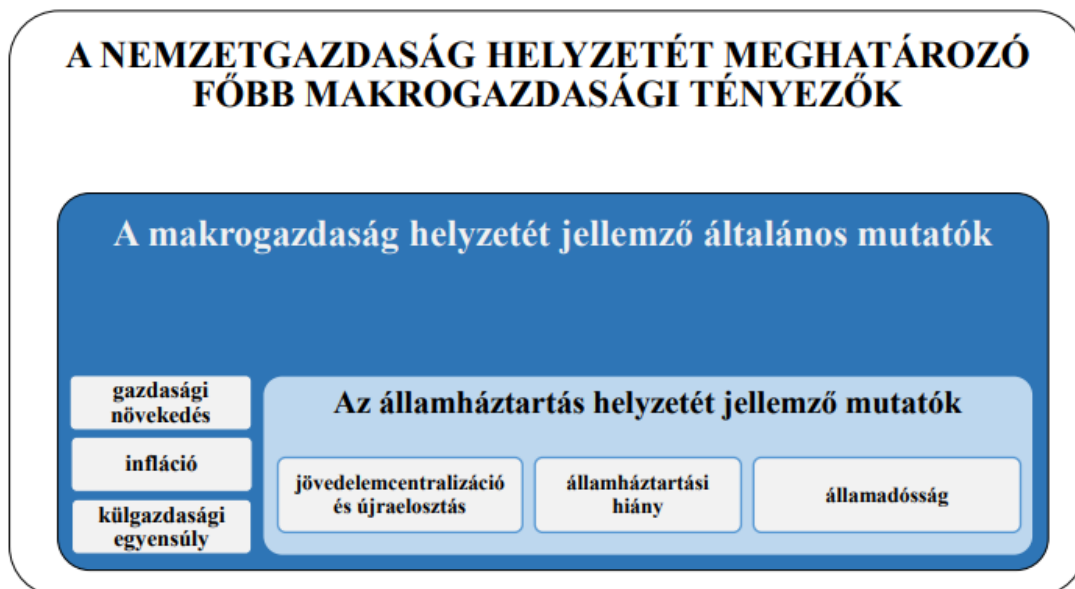 A NEMZETGAZDASÁG HELYZETÉT MEGHATÁROZÓ
FŐBB MAKROGAZDASÁGI TÉNYEZŐK
A makrogazdaság helyzetét jellemző általános mutatók
gazdasági
növekedés
infláció
külgazdasági
egyensúly
Az államháztartás helyzetét jellemző mutatók
jövedelemcentralizáció
és újraelosztás
államháztartási
hiány
államadósság